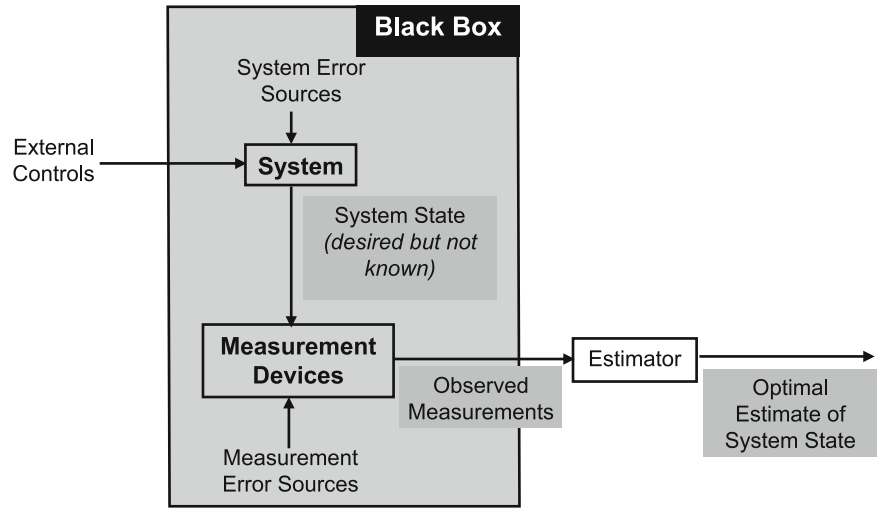 Black Box
System Error
Sources
External
Controls
System
System State
(desired but not
known)
Measurement
Devices
Estimator
Observed
Measurements
Optimal
Estimate of
System State
Measurement
Error Sources